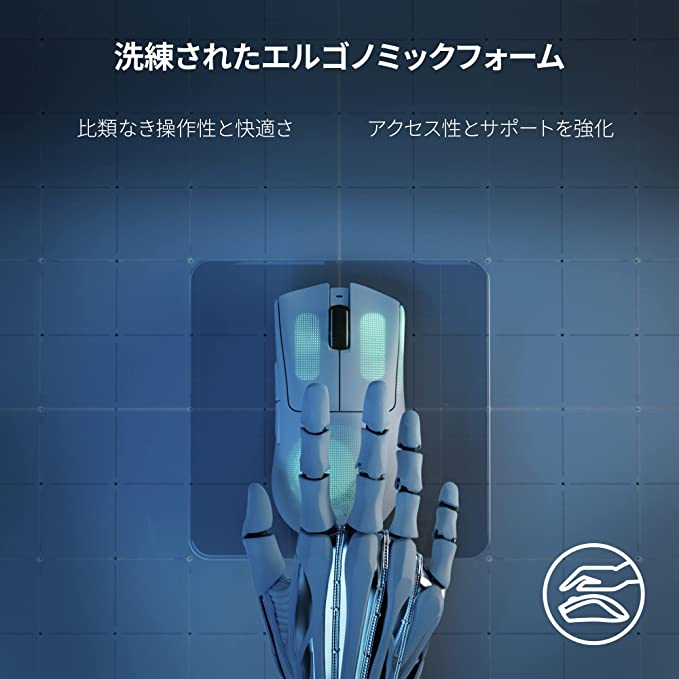 洗練されたエルゴノミックフォーム
比類なき操作性と快適さ
アクセス性とサポートを強化